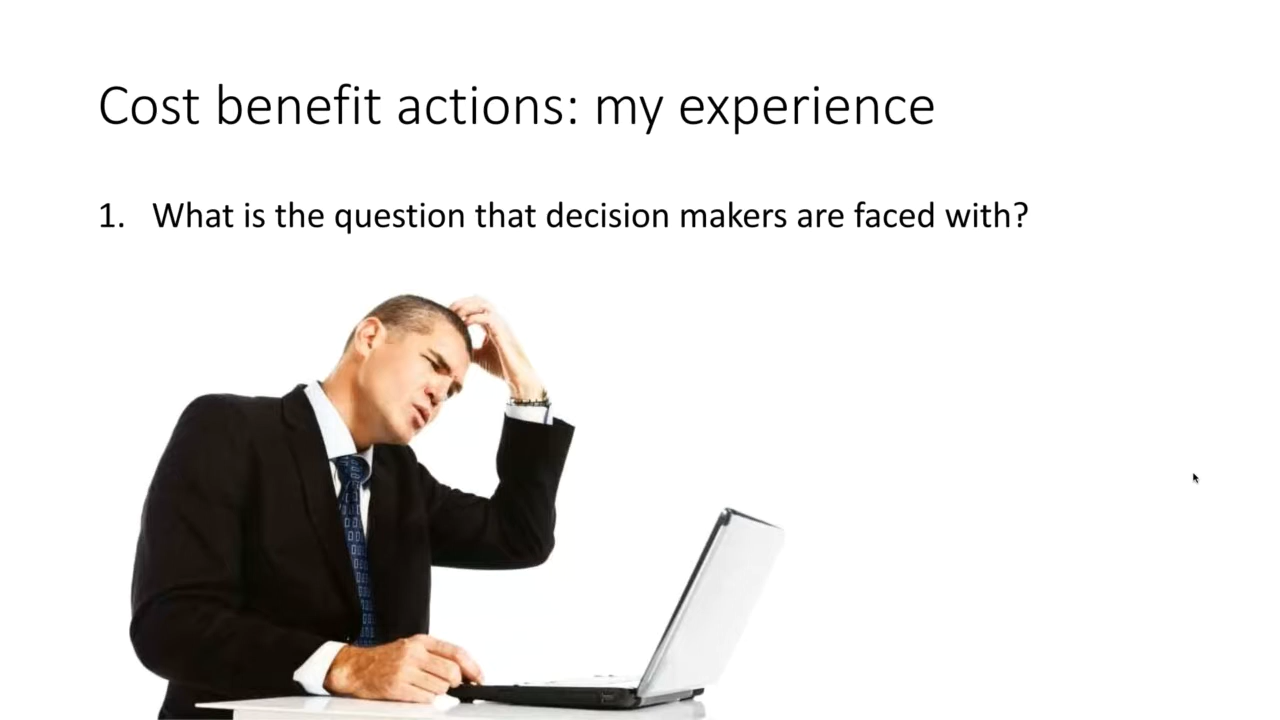 Cost benefit actions: my experience
1. What is the question that decision makers are faced with?